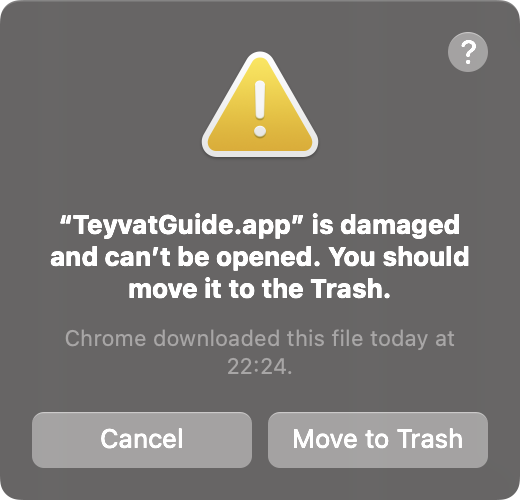 ?
“TeyvatGuide.app” is damaged
and can’t be opened. You should
move it to the Trash.
Chrome downloaded this file today at
22:24.
Cancel
Move to Trash